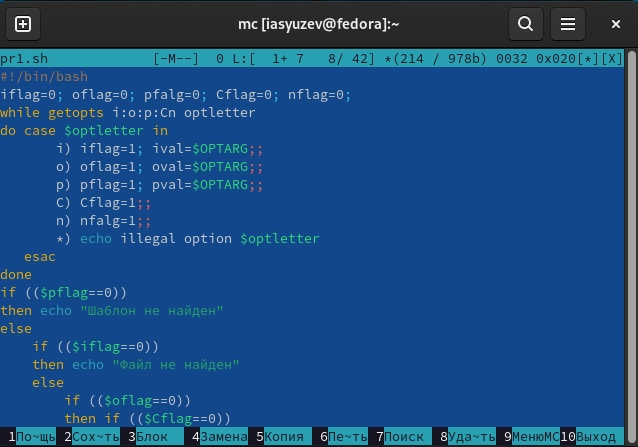 mc [iasyuzev@fedora]:~
pr1.sh [-M--] 0 L:[ 1+ 7 8/ 42] *(214 / 978b) 0032 0x020[*][X]
#!/bin/bash
iflag=0; oflag=0; pfalg=0; Cflag=0; nflag=0;
while getopts i:o:p:Cn optletter
do case $optletter in
i) iflag=1; ival=$OPTARG;;
o) oflag=1; oval=$OPTARG;;
p) pflag=1; pval=$OPTARG;;
C) Cflag=1;;
n) nfalg=1;;
*) echo illegal option $optletter
esac
done
if (($pflag==0))
then echo "Шаблон не найден"
else
if (($iflag==0))
then echo "Файл не найден"
else
if (($oflag==0))
then if (($Cflag==0))
1По~щь 2Сох~ть 3Блок 4Замена 5Копия 6Пе~ть 7Поиск 8Уда~ть 9МенюМС 10Выход